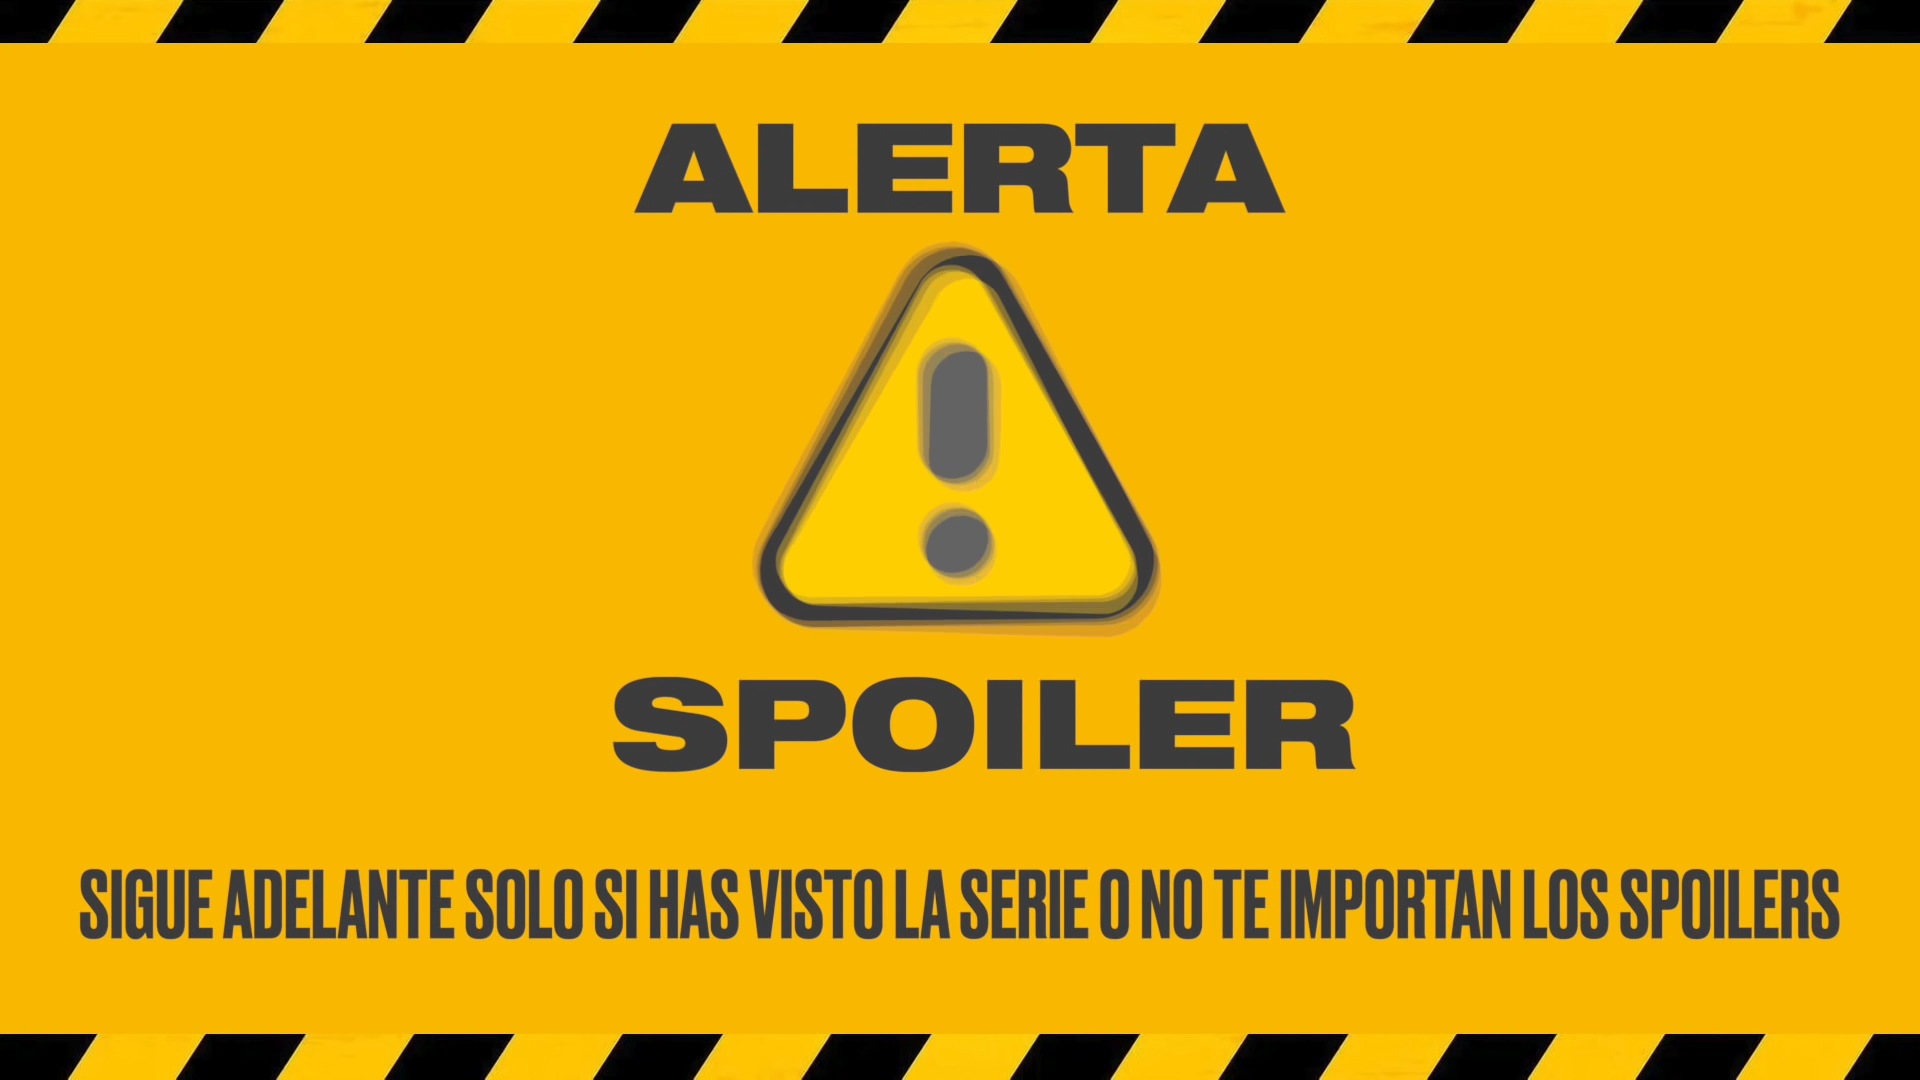 ALERTA
SPOILER
SIGUE ADELANTE SOLO SI HAS VISTO LA SERIE O NO TE IMPORTAN LOS SPOILERS